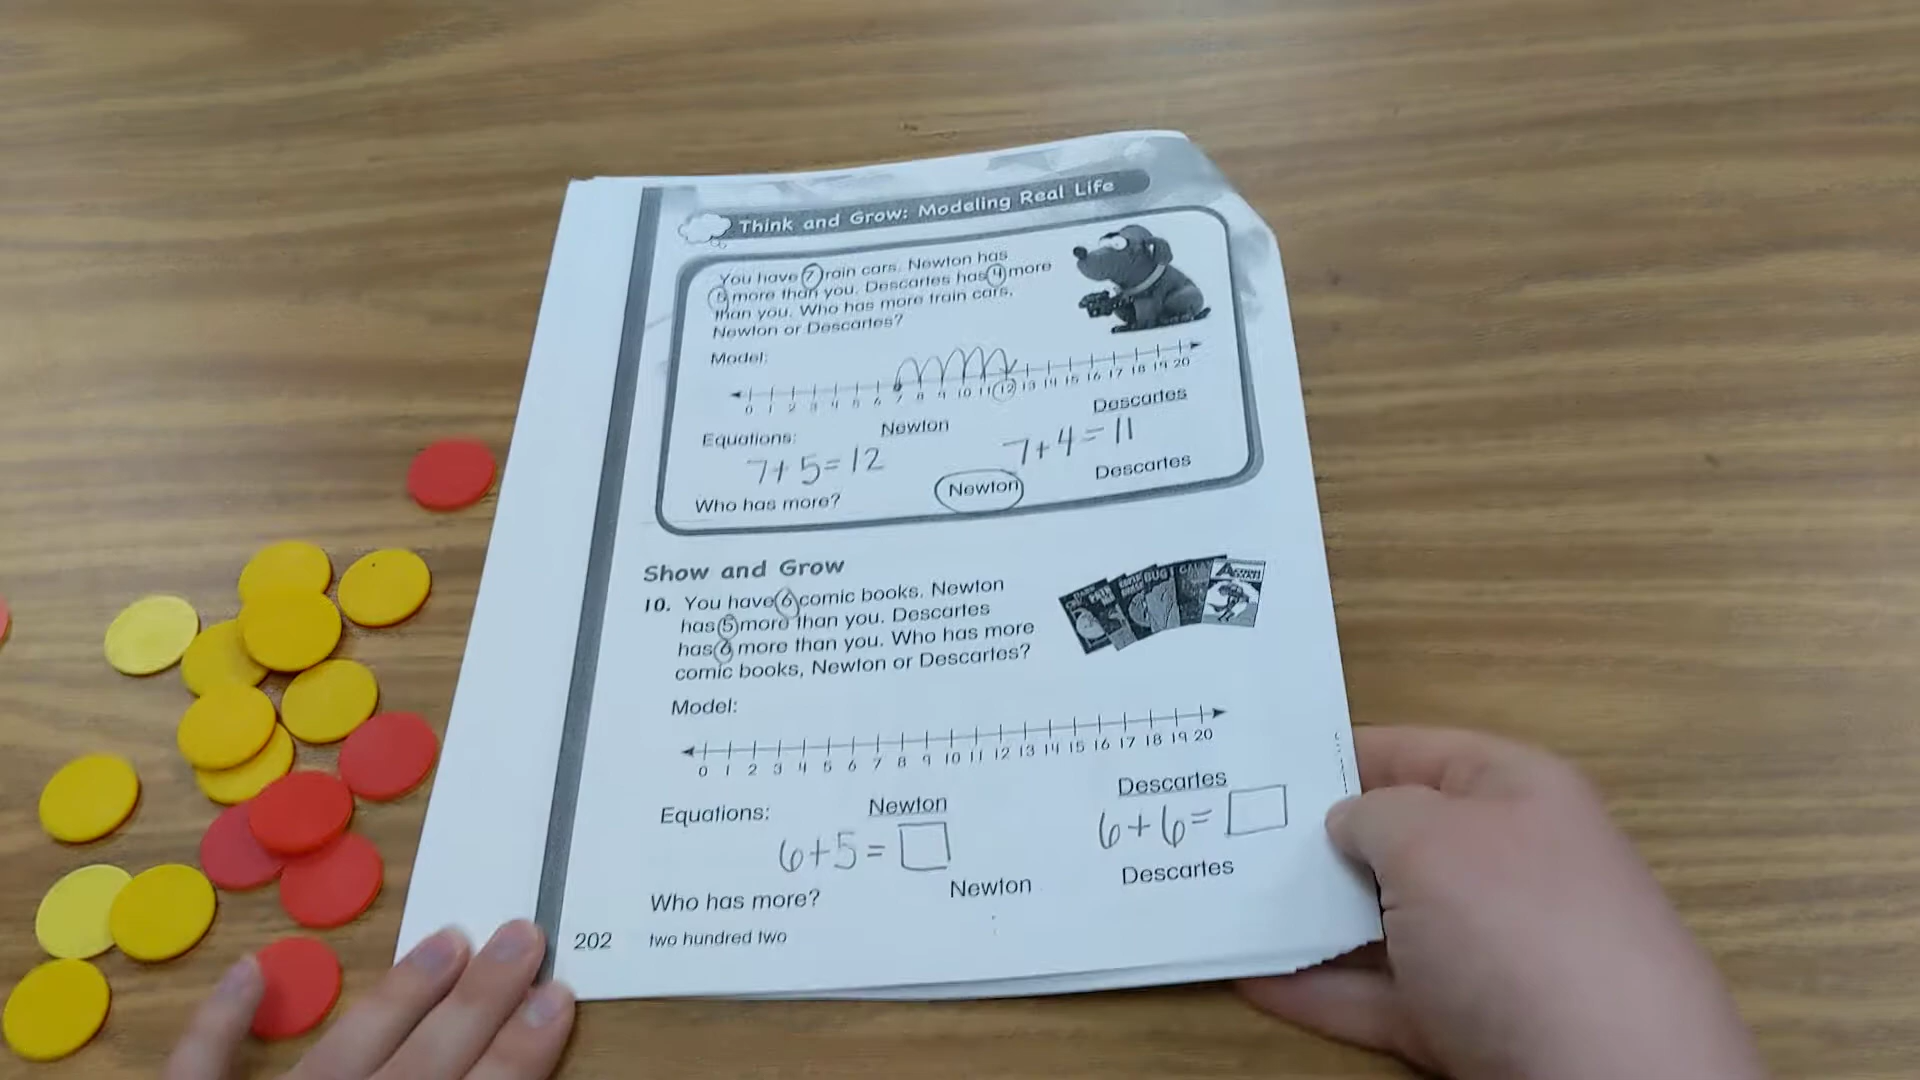 Think and Grow: Modeling Real Life
You have 7 train cars. Newton has
5 more than you. Descartes has 4 more
than you. Who has more train cars,
Newton or Descartes?
Model:
0 1 2 3 4 5 6 7 8 9 10 11 12 13 14 15 16 17 18 19 20
Equations: Newton Descartes
7+5=12 7+4=11
Who has more? Newton Descartes
Show and Grow
10. You have 6 comic books. Newton
has 5 more than you. Descartes
has 6 more than you. Who has more
comic books, Newton or Descartes?
BUG
Model:
0 1 2 3 4 5 6 7 8 9 10 11 12 13 14 15 16 17 18 19 20
Equations: Newton Descartes
6+5= 6+6=
Who has more? Newton Descartes
202 two hundred two